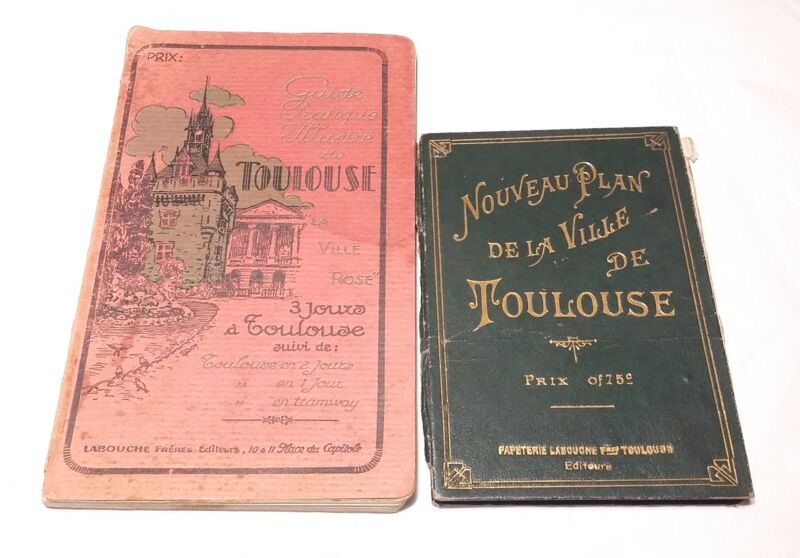 PRIX:
Guide
Pratique
Illustré
de
TOULOUSE
"LA
VILLE
ROSE"
3 Jours
à Toulouse
suivi de:
Toulouse en 2 Jours
" en 1 Jour
" en tramway
LABOUCHE FRÈRES, Editeurs, 10 & 11 Place du Capitole
NOUVEAU PLAN
DE LA VILLE
DE
TOULOUSE
PRIX 0f75c
PAPETERIE LABOUCHE Fres TOULOUSE
Editeurs